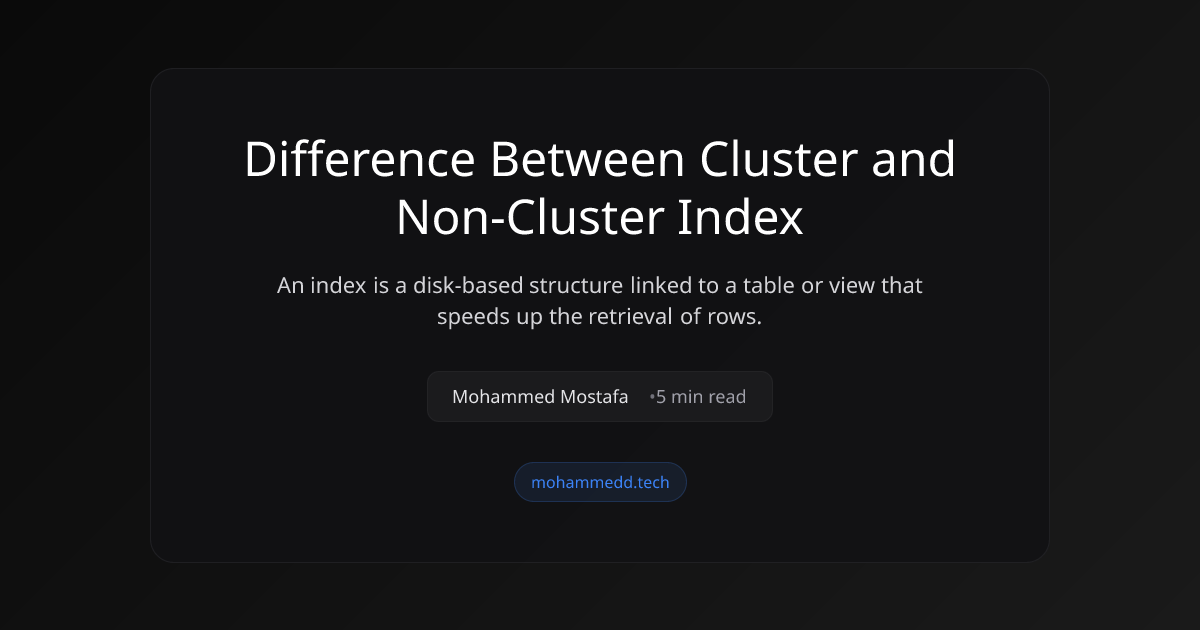 Difference Between Cluster and
Non-Cluster Index
An index is a disk-based structure linked to a table or view that
speeds up the retrieval of rows.
Mohammed Mostafa •5 min read
mohammedd.tech